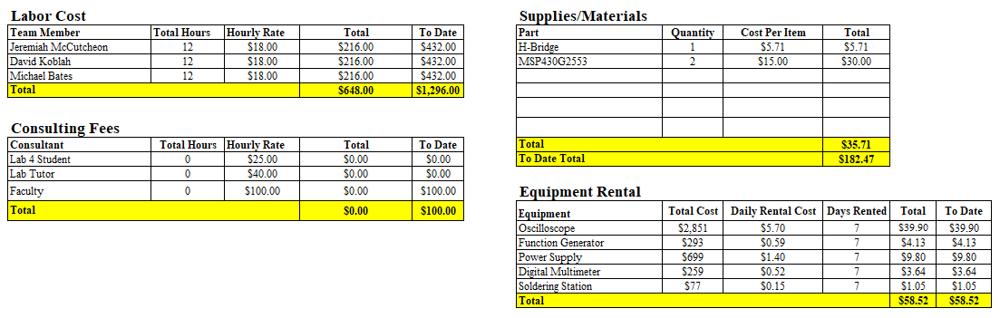 Labor Cost
Team Member Total Hours Hourly Rate Total To Date
Jeremiah McCutcheon 12 $18.00 $216.00 $432.00
David Koblah 12 $18.00 $216.00 $432.00
Michael Bates 12 $18.00 $216.00 $432.00
Total $648.00 $1,296.00
Consulting Fees
Consultant Total Hours Hourly Rate Total To Date
Lab 4 Student 0 $25.00 $0.00 $0.00
Lab Tutor 0 $40.00 $0.00 $0.00
Faculty 0 $100.00 $0.00 $100.00
Total $0.00 $100.00
Supplies/Materials
Part Quantity Cost Per Item Total
H-Bridge 1 $5.71 $5.71
MSP430G2553 2 $15.00 $30.00
Total $35.71
To Date Total $182.47
Equipment Rental
Equipment Total Cost Daily Rental Cost Days Rented Total To Date
Oscilloscope $2,851 $5.70 7 $39.90 $39.90
Function Generator $293 $0.59 7 $4.13 $4.13
Power Supply $699 $1.40 7 $9.80 $9.80
Digital Multimeter $259 $0.52 7 $3.64 $3.64
Soldering Station $77 $0.15 7 $1.05 $1.05
Total $58.52 $58.52